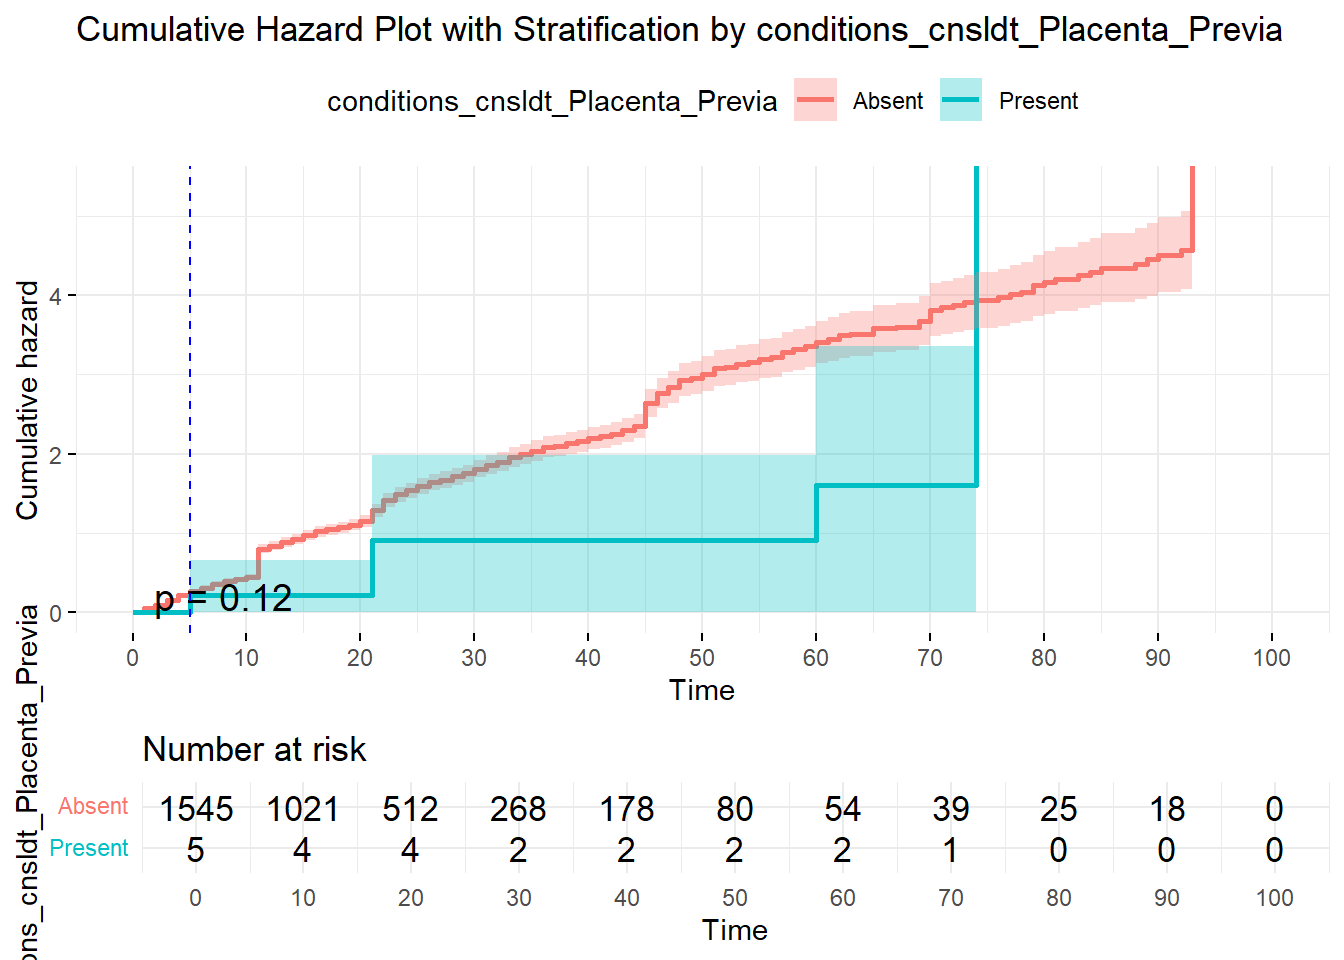 Cumulative Hazard Plot with Stratification by conditions_cnsldt_Placenta_Previa
conditions_cnsldt_Placenta_Previa Absent Present
Cumulative hazard
4
2
0
p = 0.12
0 10 20 30 40 50 60 70 80 90 100
Time
ons_cnsldt_Placenta_Previa
Number at risk
Absent 1545 1021 512 268 178 80 54 39 25 18 0
Present 5 4 4 2 2 2 2 1 0 0 0
0 10 20 30 40 50 60 70 80 90 100
Time